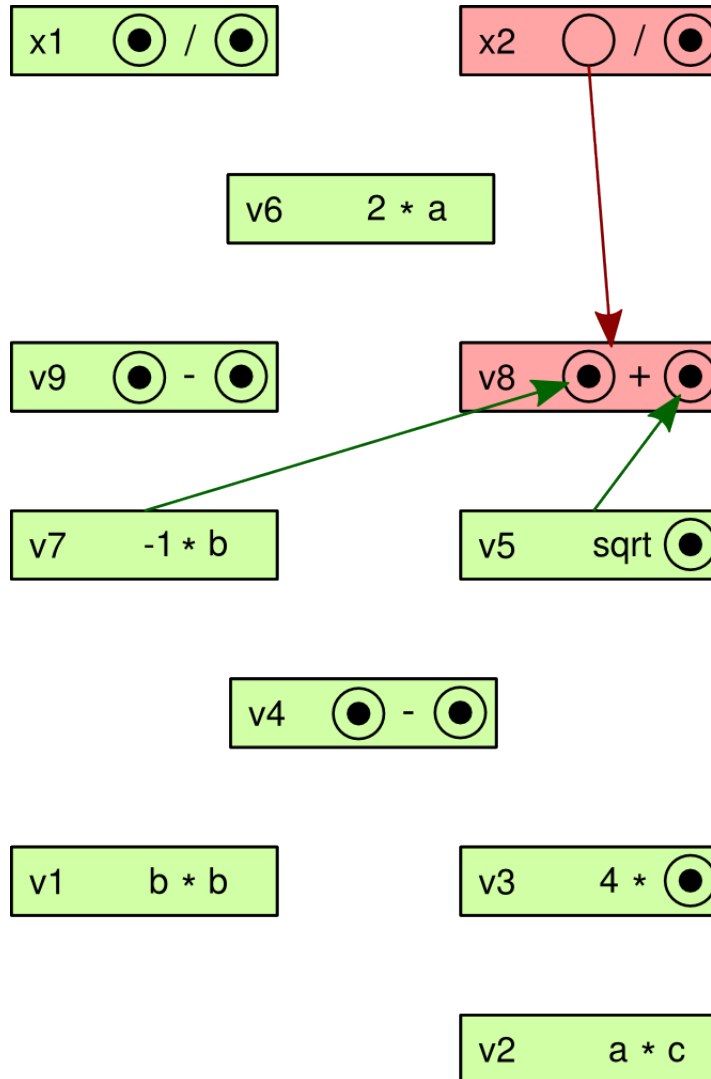 x1 / x2 /
v6 2 * a
v9 - v8 +
v7 -1 * b v5 sqrt
v4 -
v1 b * b v3 4 *
v2 a * c